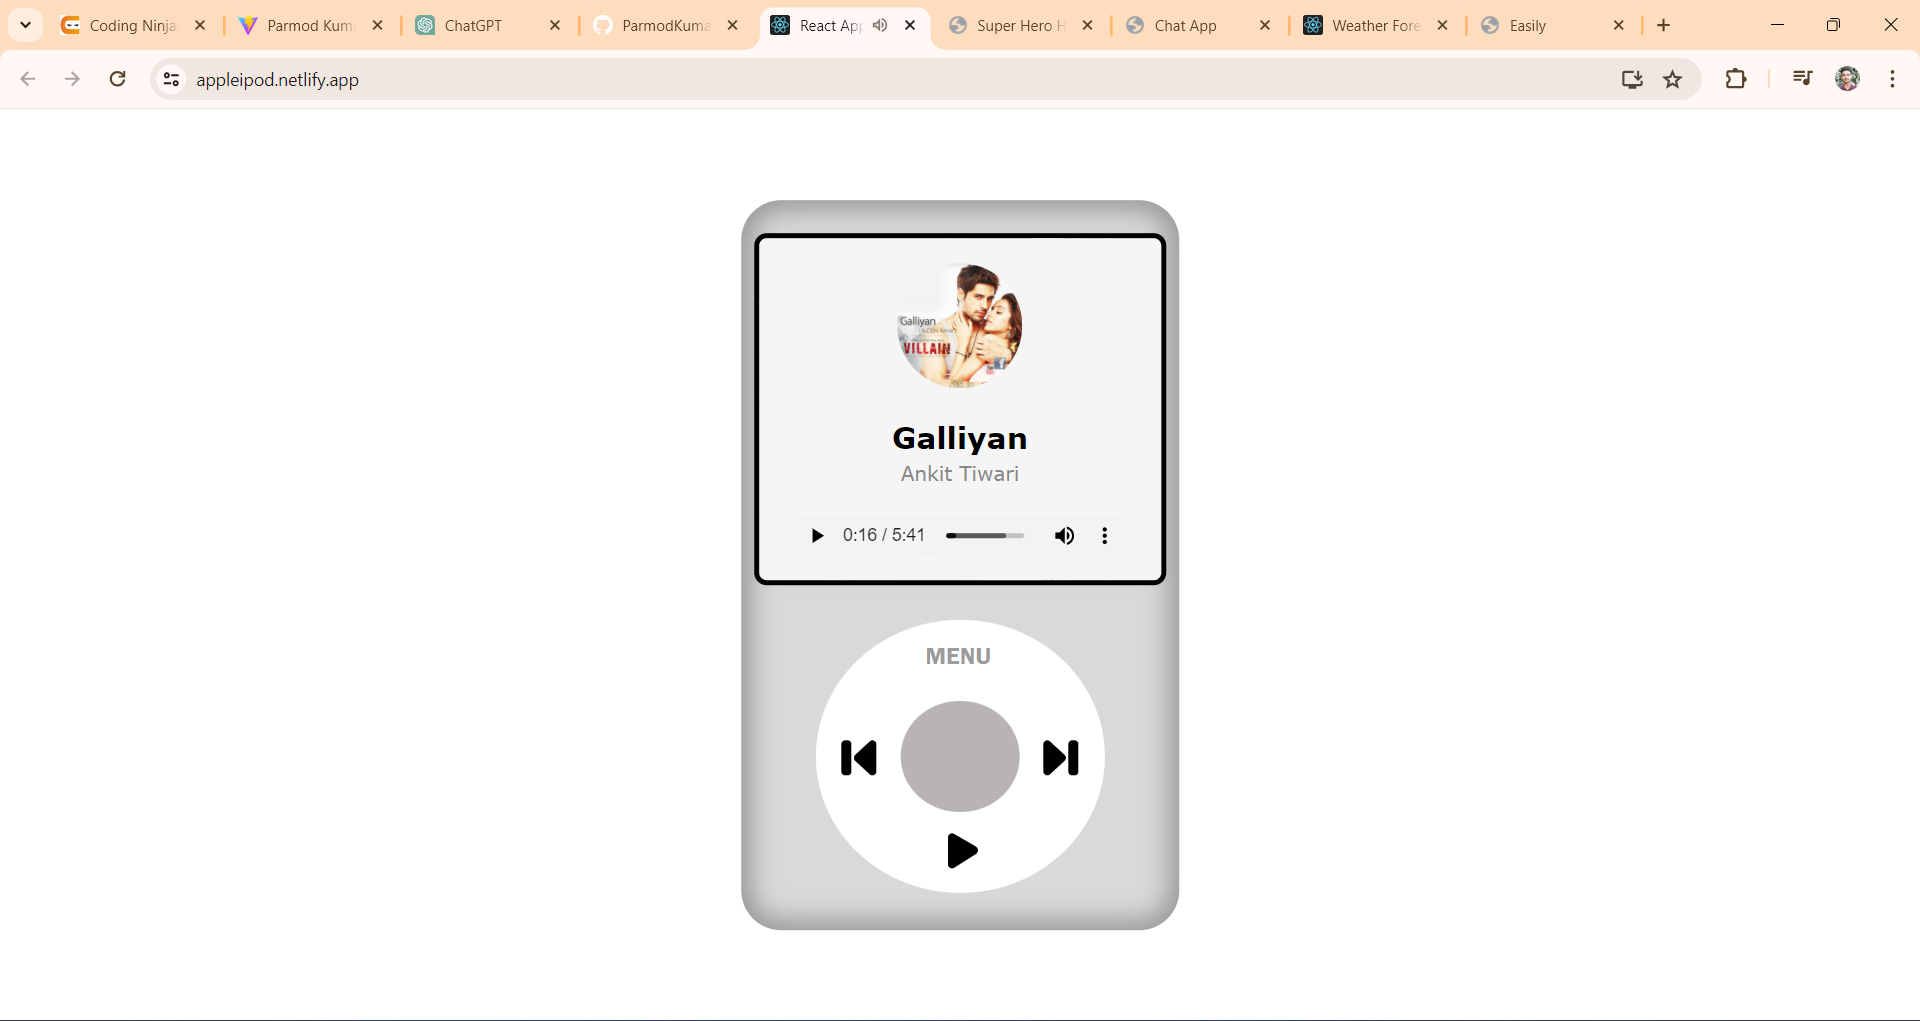 Coding Ninja
Parmod Kuma
ChatGPT
ParmodKuma
React App
Super Hero H
Chat App
Weather Fore
Easily
appleipod.netlify.app
Galliyan
VILLAIN
Galliyan
Ankit Tiwari
0:16 / 5:41
MENU